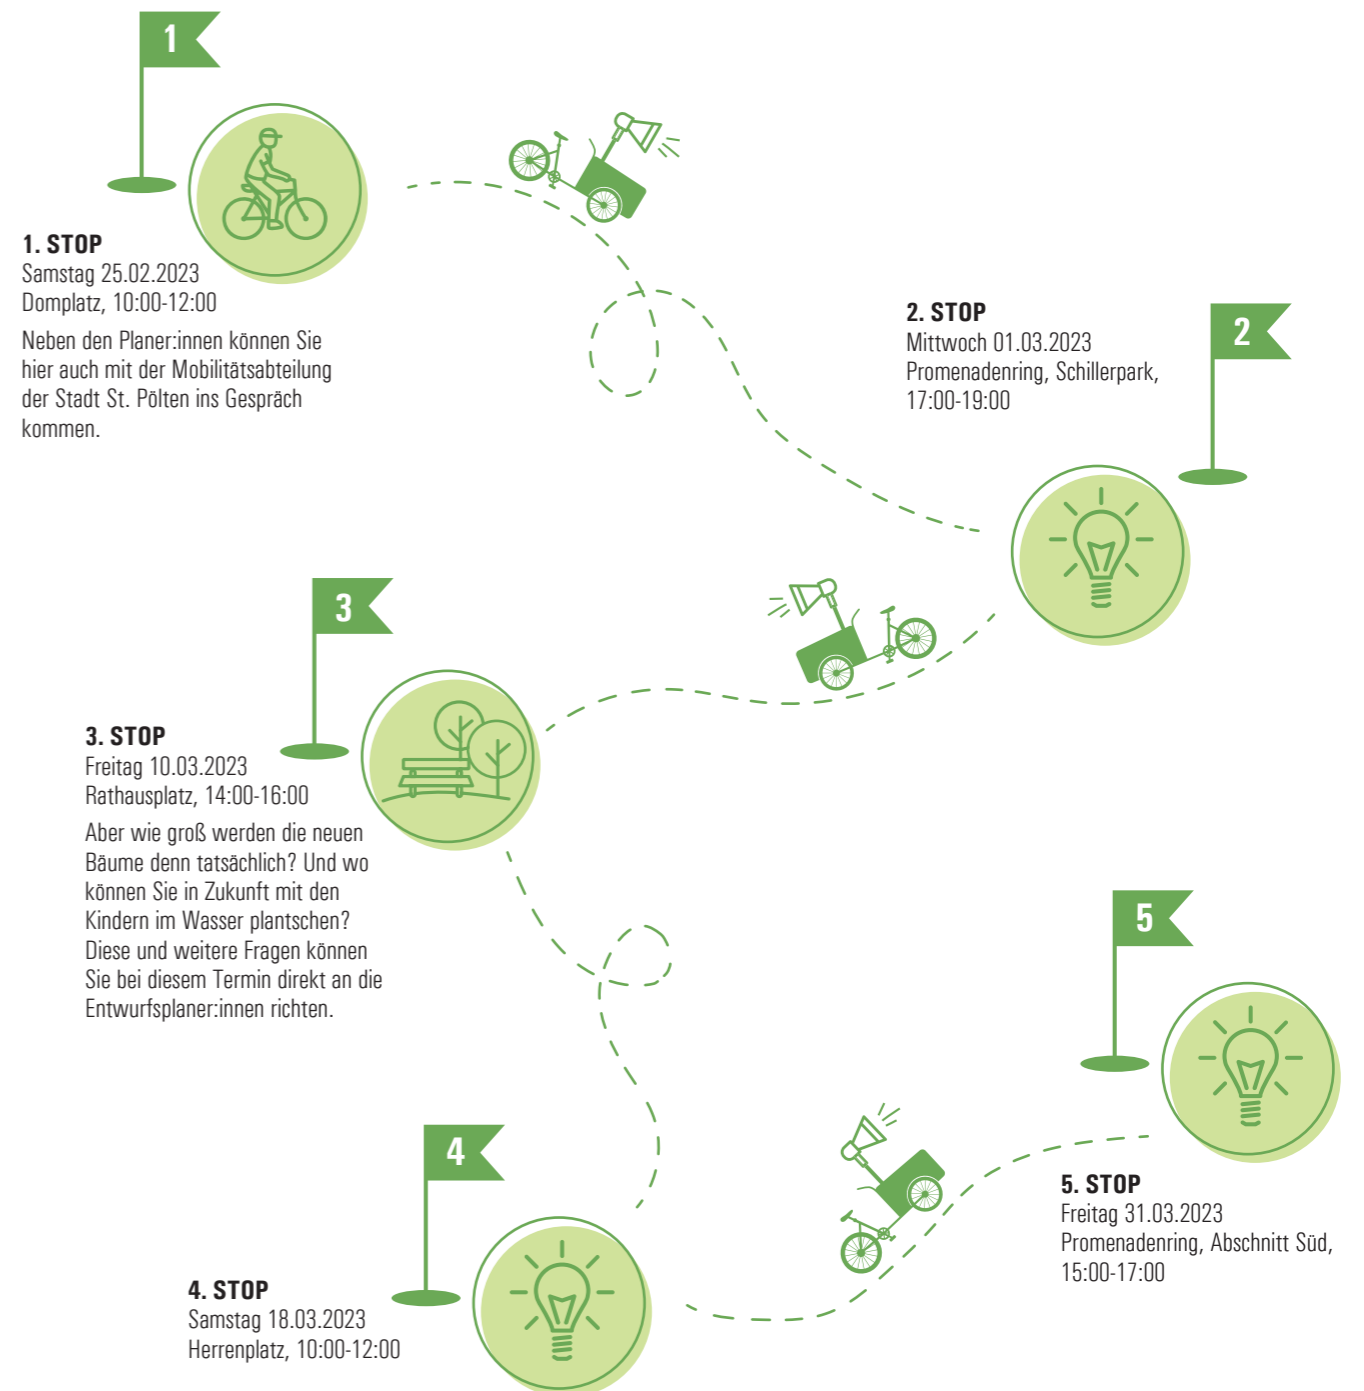 1
1. STOP
Samstag 25.02.2023
Domplatz, 10:00-12:00
Neben den Planer:innen können Sie
hier auch mit der Mobilitätsabteilung
der Stadt St. Pölten ins Gespräch
kommen.
2
2. STOP
Mittwoch 01.03.2023
Promenadenring, Schillerpark,
17:00-19:00
3
3. STOP
Freitag 10.03.2023
Rathausplatz, 14:00-16:00
Aber wie groß werden die neuen
Bäume denn tatsächlich? Und wo
können Sie in Zukunft mit den
Kindern im Wasser plantschen?
Diese und weitere Fragen können
Sie bei diesem Termin direkt an die
Entwurfsplaner:innen richten.
4
4. STOP
Samstag 18.03.2023
Herrenplatz, 10:00-12:00
5
5. STOP
Freitag 31.03.2023
Promenadenring, Abschnitt Süd,
15:00-17:00